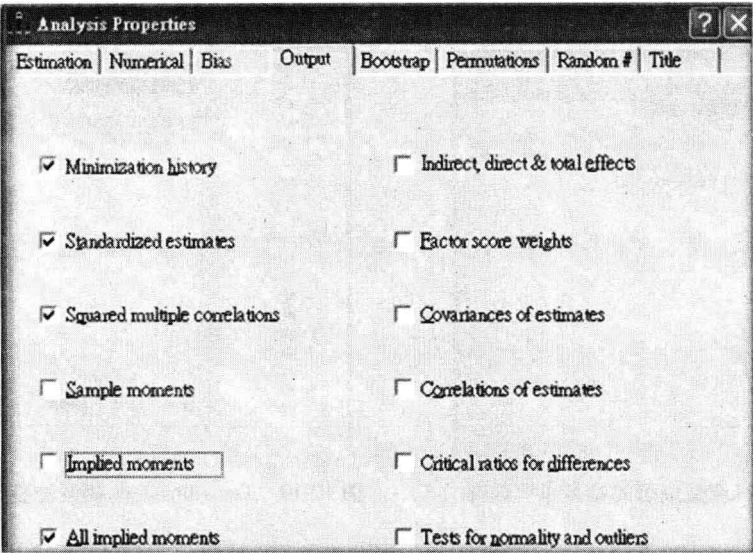 Analysis Properties
Estimation Numerical Bias Output Bootstrap Permutations Random # Title
Minimization history
Indirect, direct & total effects
Standardized estimates
Factor score weights
Squared multiple correlations
Covariances of estimates
Sample moments
Correlations of estimates
Implied moments
Critical ratios for differences
All implied moments
Tests for normality and outliers